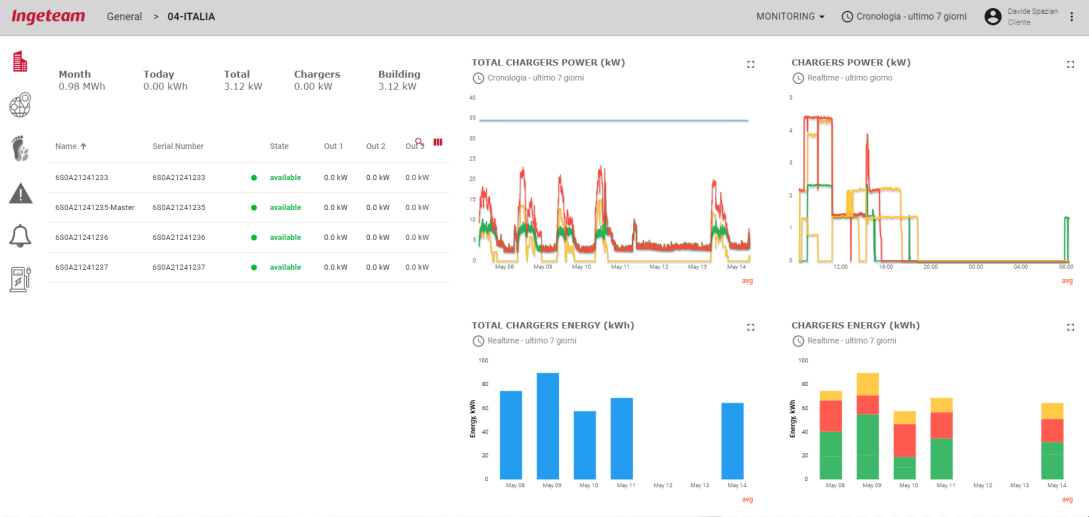 Ingeteam General > 04-ITALIA MONITORING Cronologia - ultimo 7 giorni Davide Spazian
Cliente
Month Today Total Chargers Building
0.98 MWh 0.00 kWh 3.12 kW 0.00 kW 3.12 kW
Name ↑ Serial Number State Out 1 Out 2 Out 3
6S0A21241233 6S0A21241233 available 0.0 kW 0.0 kW 0.0 kW
6S0A21241235-Master 6S0A21241235 available 0.0 kW 0.0 kW 0.0 kW
6S0A21241236 6S0A21241236 available 0.0 kW 0.0 kW 0.0 kW
6S0A21241237 6S0A21241237 available 0.0 kW 0.0 kW 0.0 kW
TOTAL CHARGERS POWER (kW)
Cronologia - ultimo 7 giorni
40
35
30
25
20
15
10
5
0
May 08 May 09 May 10 May 11 May 12 May 13 May 14
avg
CHARGERS POWER (kW)
Realtime - ultimo giorno
5
4
3
2
1
0
12:00 16:00 20:00 00:00 04:00 08:00
avg
TOTAL CHARGERS ENERGY (kWh)
Realtime - ultimo 7 giorni
100
80
60
40
20
0
Energy, kWh
May 08 May 09 May 10 May 11 May 12 May 13 May 14
avg
CHARGERS ENERGY (kWh)
Realtime - ultimo 7 giorni
100
80
60
40
20
0
Energy, kWh
May 08 May 09 May 10 May 11 May 12 May 13 May 14
avg